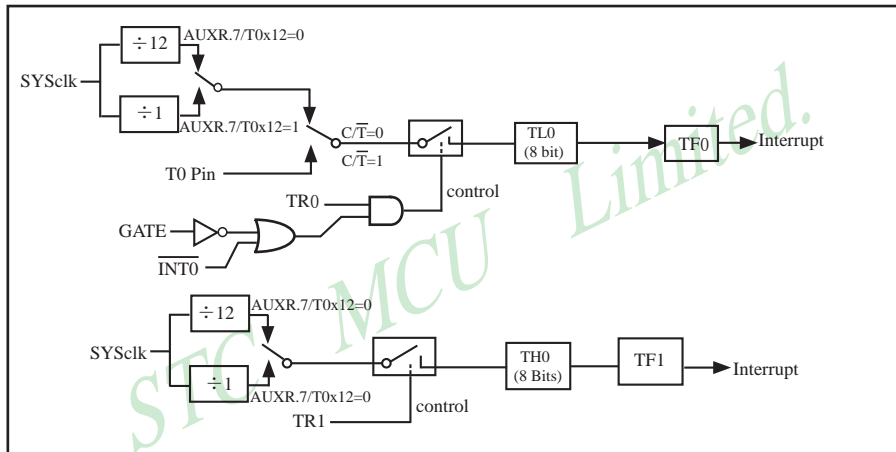 ÷12
AUXR.7/T0x12=0
SYSclk
÷1
AUXR.7/T0x12=1
C/T̅=0
C/T̅=1
T0 Pin
TL0
(8 bit)
TF0
Interrupt
control
TR0
GATE
I̅N̅T̅0̅
÷12
AUXR.7/T0x12=0
SYSclk
÷1
AUXR.7/T0x12=0
TR1
control
TH0
(8 Bits)
TF1
Interrupt
STC MCU Limited.